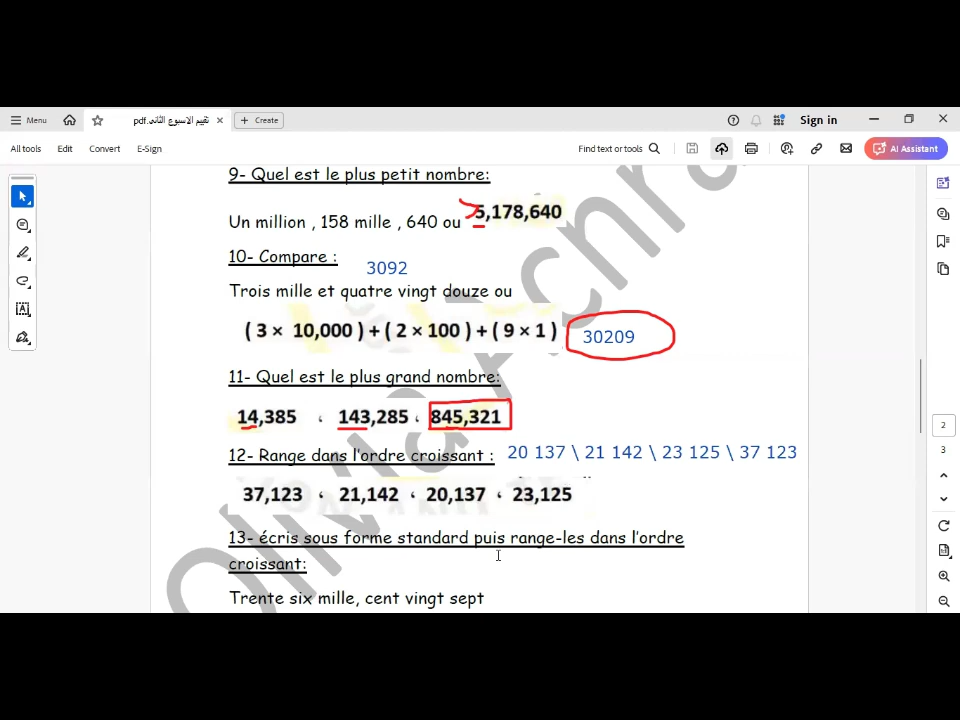 Menu
تقييم الاسبوع الثانى.pdf
Create
Sign in
All tools
Edit
Convert
E-Sign
Find text or tools
AI Assistant
9- Quel est le plus petit nombre:
Un million , 158 mille , 640 ou > 5,178,640
10- Compare :
3092
Trois mille et quatre vingt douze ou
( 3 × 10,000 ) + ( 2 × 100 ) + ( 9 × 1 ) 30209
11- Quel est le plus grand nombre:
14,385 ، 143,285 ، 845,321
12- Range dans l'ordre croissant : 20 137 \ 21 142 \ 23 125 \ 37 123
37,123 ، 21,142 ، 20,137 ، 23,125
13- écris sous forme standard puis range-les dans l'ordre
croissant:
Trente six mille, cent vingt sept
2
3